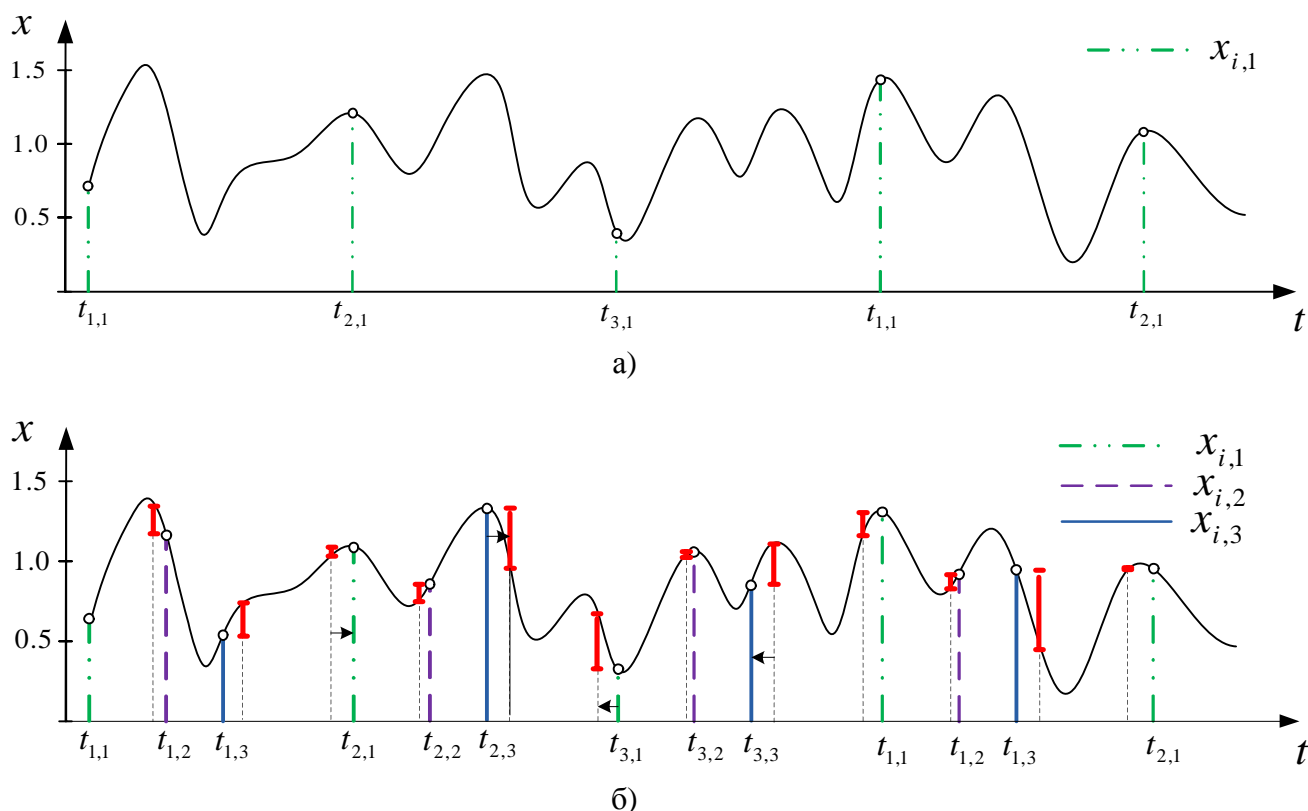 x
x_{i,1}
1.5
1.0
0.5
t_{1,1} t_{2,1} t_{3,1} t_{1,1} t_{2,1}
t
а)
x
x_{i,1}
1.5
x_{i,2}
x_{i,3}
1.0
0.5
t_{1,1} t_{1,2} t_{1,3} t_{2,1} t_{2,2} t_{2,3} t_{3,1} t_{3,2} t_{3,3} t_{1,1} t_{1,2} t_{1,3} t_{2,1}
t
б)